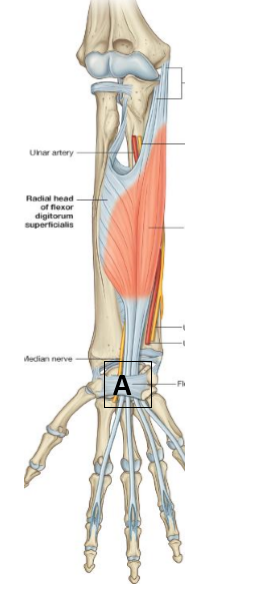 Ulnar artery
Radial head
of flexor
digitorum
superficialis
Median nerve
A